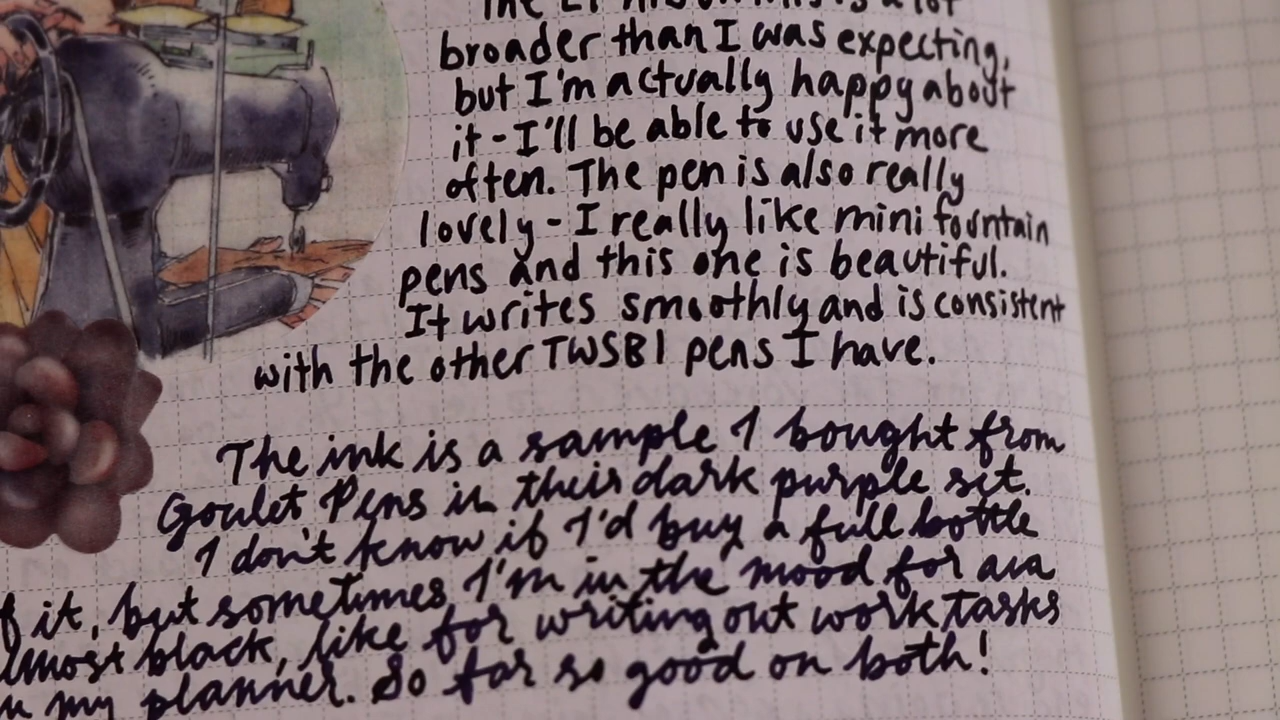 broader than I was expecting,
but I'm actually happy about
it - I'll be able to use it more
often. The pen is also really
lovely - I really like mini fountain
pens and this one is beautiful.
It writes smoothly and is consistent
with the other TWSBI pens I have.
The ink is a sample I bought from
Goulet Pens in their dark purple set.
I don't know if I'd buy a full bottle
it, but sometimes I'm in the mood for
black, like for writing out work tasks
my planner. So far so good on both!